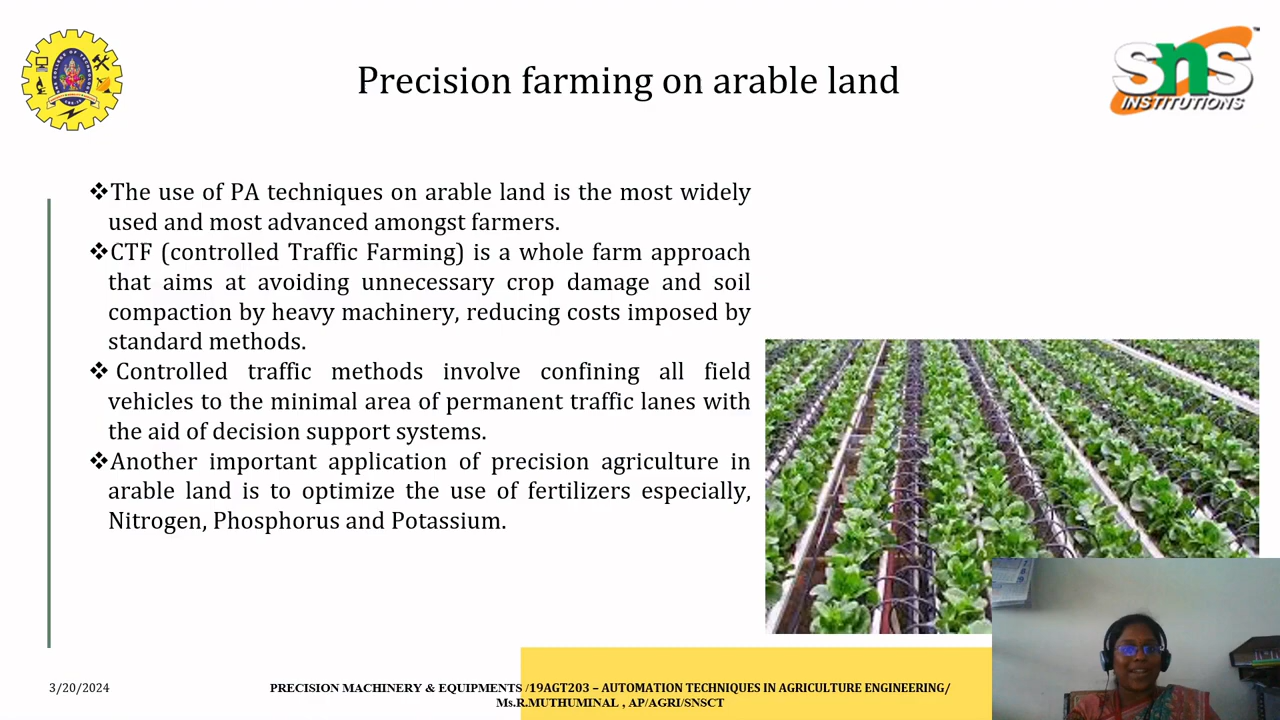 Precision farming on arable land
sns
INSTITUTIONS
❖The use of PA techniques on arable land is the most widely
used and most advanced amongst farmers.
❖CTF (controlled Traffic Farming) is a whole farm approach
that aims at avoiding unnecessary crop damage and soil
compaction by heavy machinery, reducing costs imposed by
standard methods.
❖ Controlled traffic methods involve confining all field
vehicles to the minimal area of permanent traffic lanes with
the aid of decision support systems.
❖Another important application of precision agriculture in
arable land is to optimize the use of fertilizers especially,
Nitrogen, Phosphorus and Potassium.
3/20/2024
PRECISION MACHINERY & EQUIPMENTS /19AGT203 – AUTOMATION TECHNIQUES IN AGRICULTURE ENGINEERING/
Ms.R.MUTHUMINAL , AP/AGRI/SNSCT